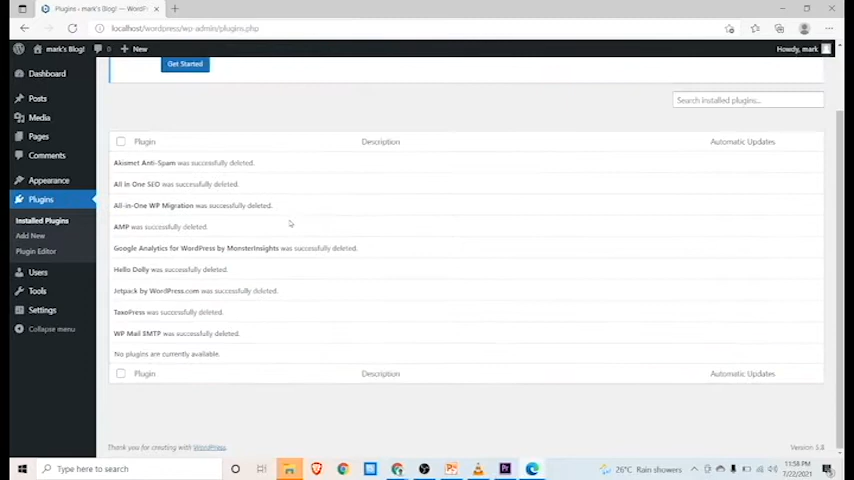 Plugins - mark's Blog! — WordPr
localhost/wordpress/wp-admin/plugins.php
mark's Blog! 0 New Howdy, mark
Get Started
Dashboard
Posts
Media
Pages
Comments
Appearance
Plugins
Installed Plugins
Add New
Plugin Editor
Users
Tools
Settings
Collapse menu
Search installed plugins...
Plugin Description Automatic Updates
Akismet Anti-Spam was successfully deleted.
All in One SEO was successfully deleted.
All-in-One WP Migration was successfully deleted.
AMP was successfully deleted.
Google Analytics for WordPress by MonsterInsights was successfully deleted.
Hello Dolly was successfully deleted.
Jetpack by WordPress.com was successfully deleted.
TaxoPress was successfully deleted.
WP Mail SMTP was successfully deleted.
No plugins are currently available.
Plugin Description Automatic Updates
Thank you for creating with WordPress. Version 5.8
Type here to search
26°C Rain showers
11:58 PM
7/22/2021